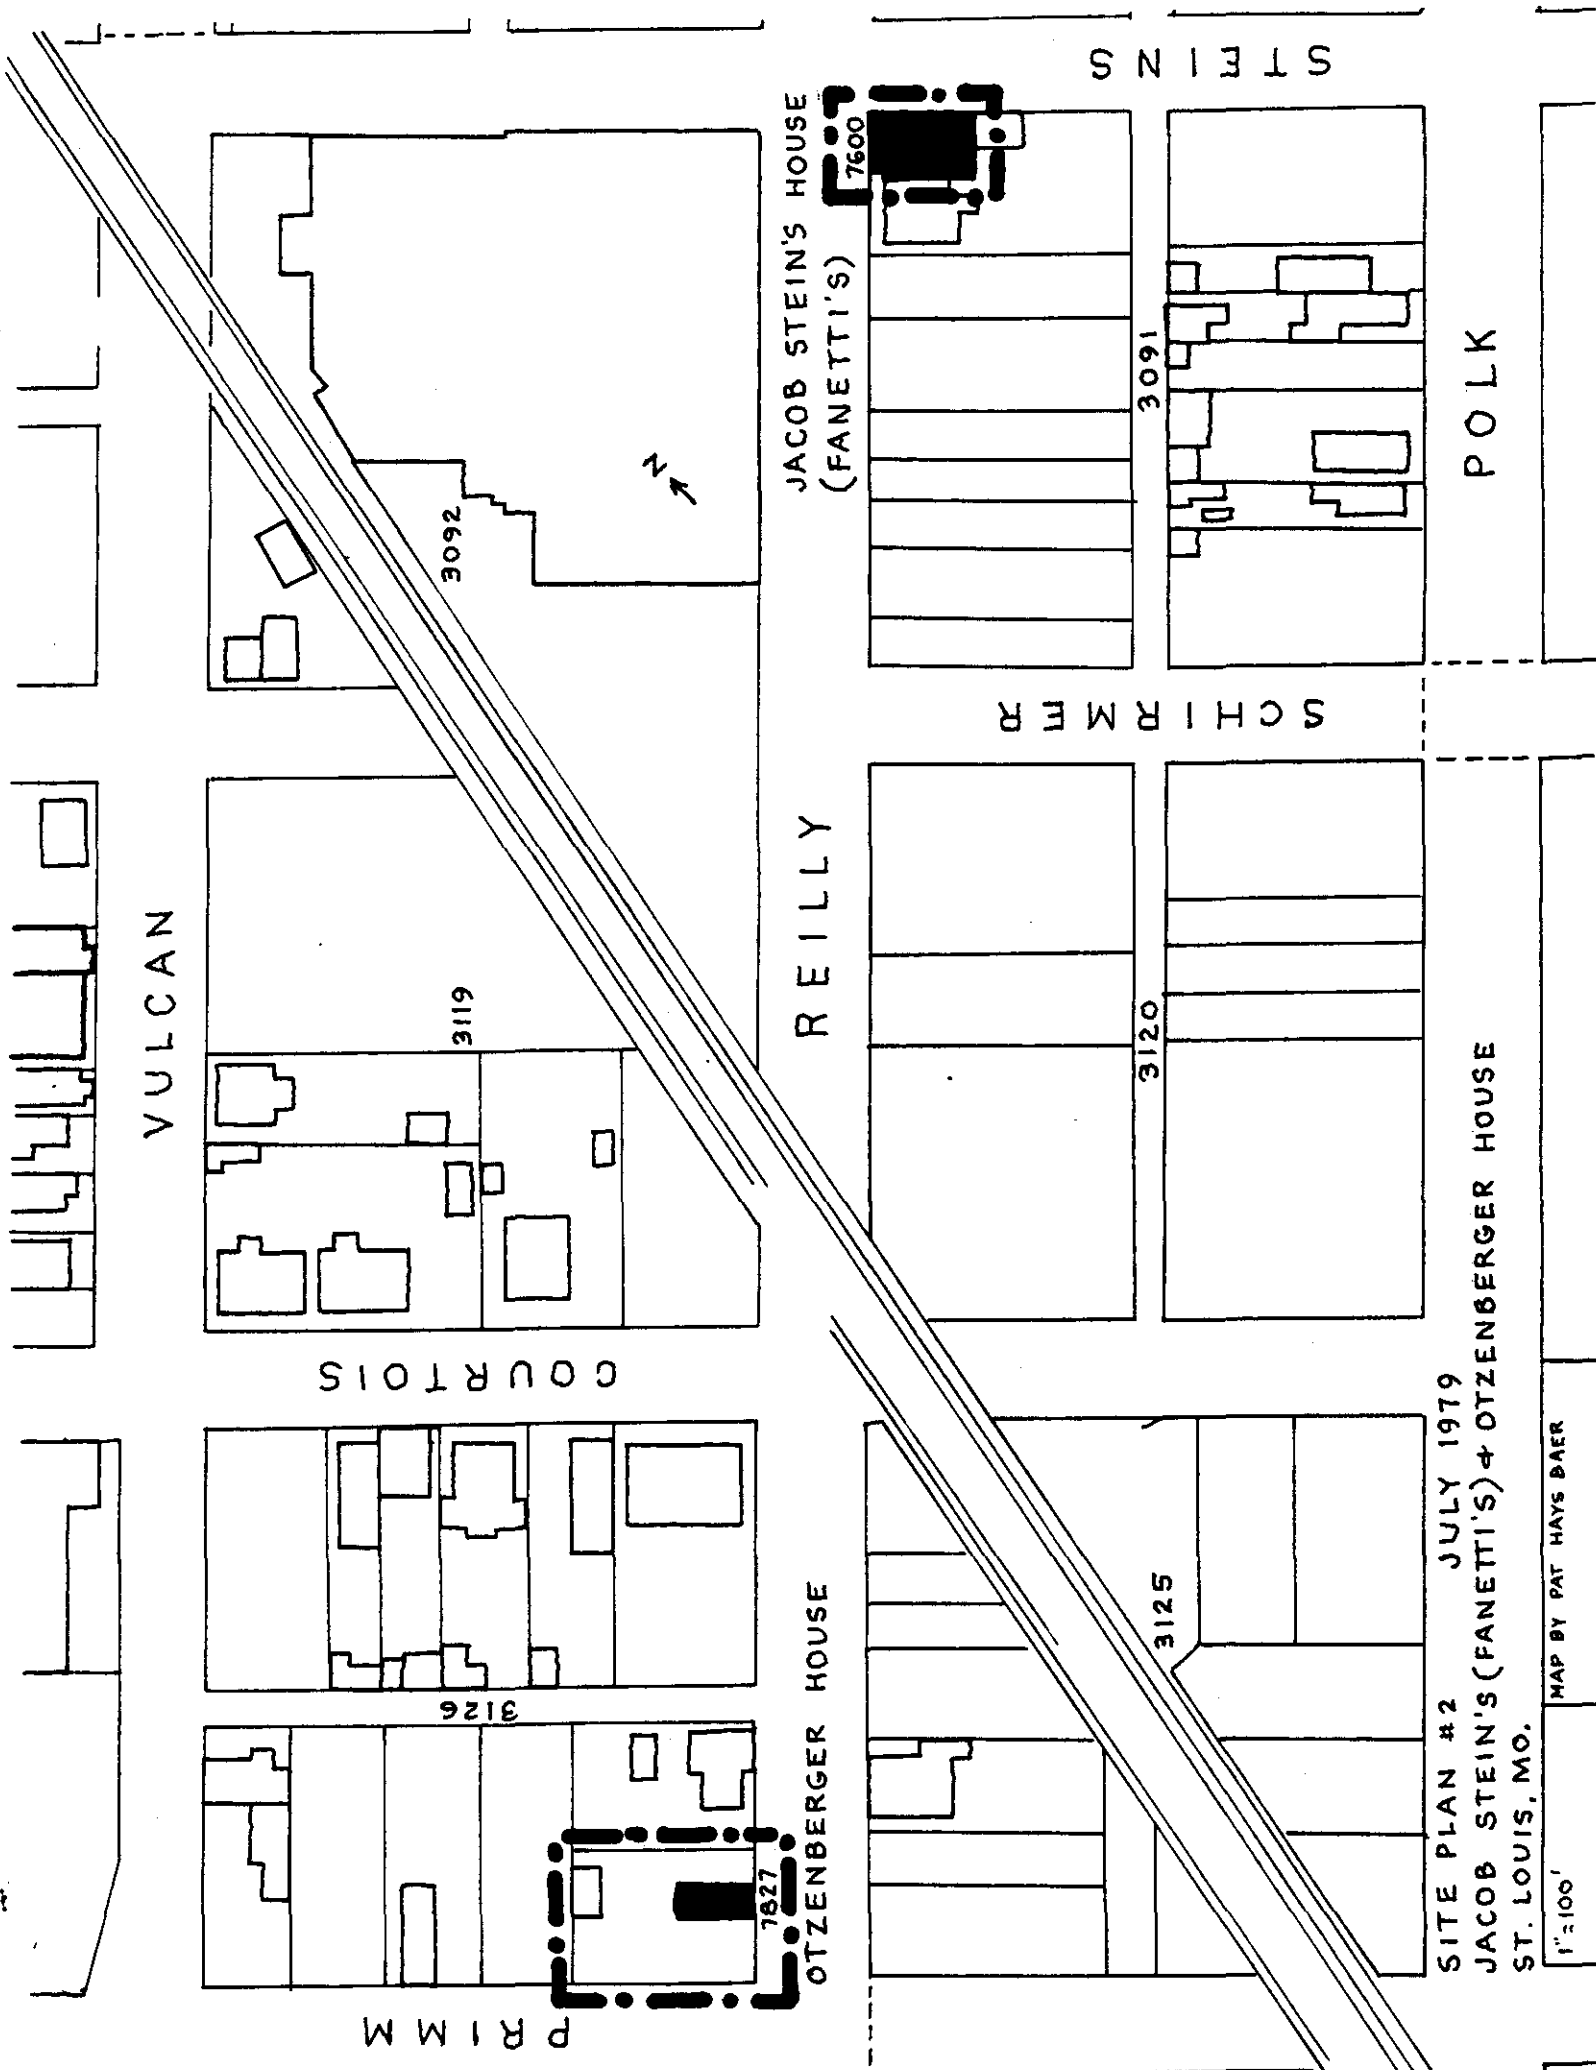 STEINS
JACOB STEIN'S HOUSE
(FANETTI'S)
7600
N
3092
3091
POLK
SCHIRMER
VULCAN
REILLY
3119
3120
COURTOIS
3126
3125
OTZENBERGER HOUSE
7827
PRIMM
SITE PLAN #2 JULY 1979
JACOB STEIN'S (FANETTI'S) & OTZENBERGER HOUSE
ST. LOUIS, MO.
1"=100' MAP BY PAT HAYS BAER